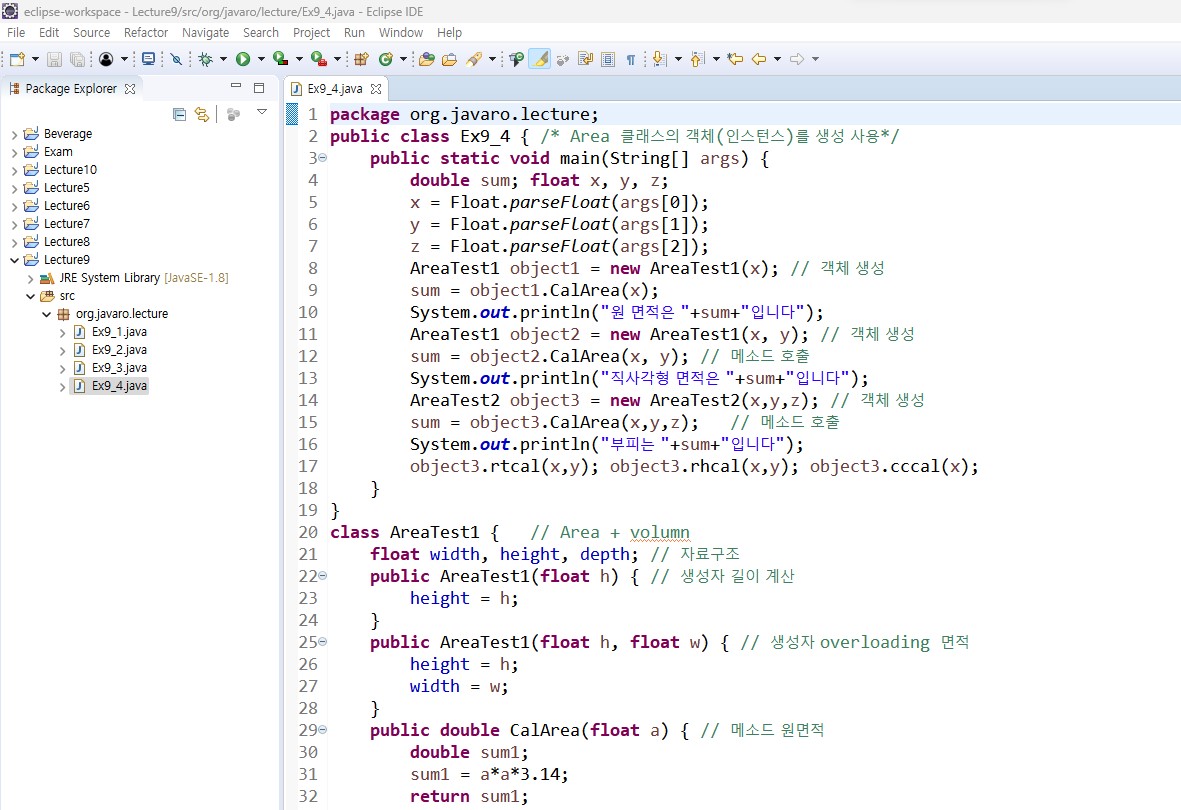 eclipse-workspace - Lecture9/src/org/javaro/lecture/Ex9_4.java - Eclipse IDE
File Edit Source Refactor Navigate Search Project Run Window Help
Package Explorer
Beverage
Exam
Lecture10
Lecture5
Lecture6
Lecture7
Lecture8
Lecture9
JRE System Library [JavaSE-1.8]
src
org.javaro.lecture
Ex9_1.java
Ex9_2.java
Ex9_3.java
Ex9_4.java
Ex9_4.java
1 package org.javaro.lecture;
2 public class Ex9_4 { /* Area 클래스의 객체(인스턴스)를 생성 사용*/
3 public static void main(String[] args) {
4 double sum; float x, y, z;
5 x = Float.parseFloat(args[0]);
6 y = Float.parseFloat(args[1]);
7 z = Float.parseFloat(args[2]);
8 AreaTest1 object1 = new AreaTest1(x); // 객체 생성
9 sum = object1.CalArea(x);
10 System.out.println("원 면적은 "+sum+"입니다");
11 AreaTest1 object2 = new AreaTest1(x, y); // 객체 생성
12 sum = object2.CalArea(x, y); // 메소드 호출
13 System.out.println("직사각형 면적은 "+sum+"입니다");
14 AreaTest2 object3 = new AreaTest2(x,y,z); // 객체 생성
15 sum = object3.CalArea(x,y,z); // 메소드 호출
16 System.out.println("부피는 "+sum+"입니다");
17 object3.rtcal(x,y); object3.rhcal(x,y); object3.cccal(x);
18 }
19 }
20 class AreaTest1 { // Area + volumn
21 float width, height, depth; // 자료구조
22 public AreaTest1(float h) { // 생성자 길이 계산
23 height = h;
24 }
25 public AreaTest1(float h, float w) { // 생성자 overloading 면적
26 height = h;
27 width = w;
28 }
29 public double CalArea(float a) { // 메소드 원면적
30 double sum1;
31 sum1 = a*a*3.14;
32 return sum1;